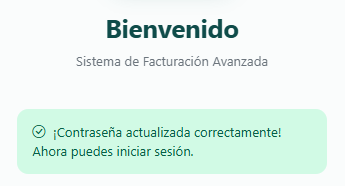 Bienvenido
Sistema de Facturación Avanzada
¡Contraseña actualizada correctamente!
Ahora puedes iniciar sesión.